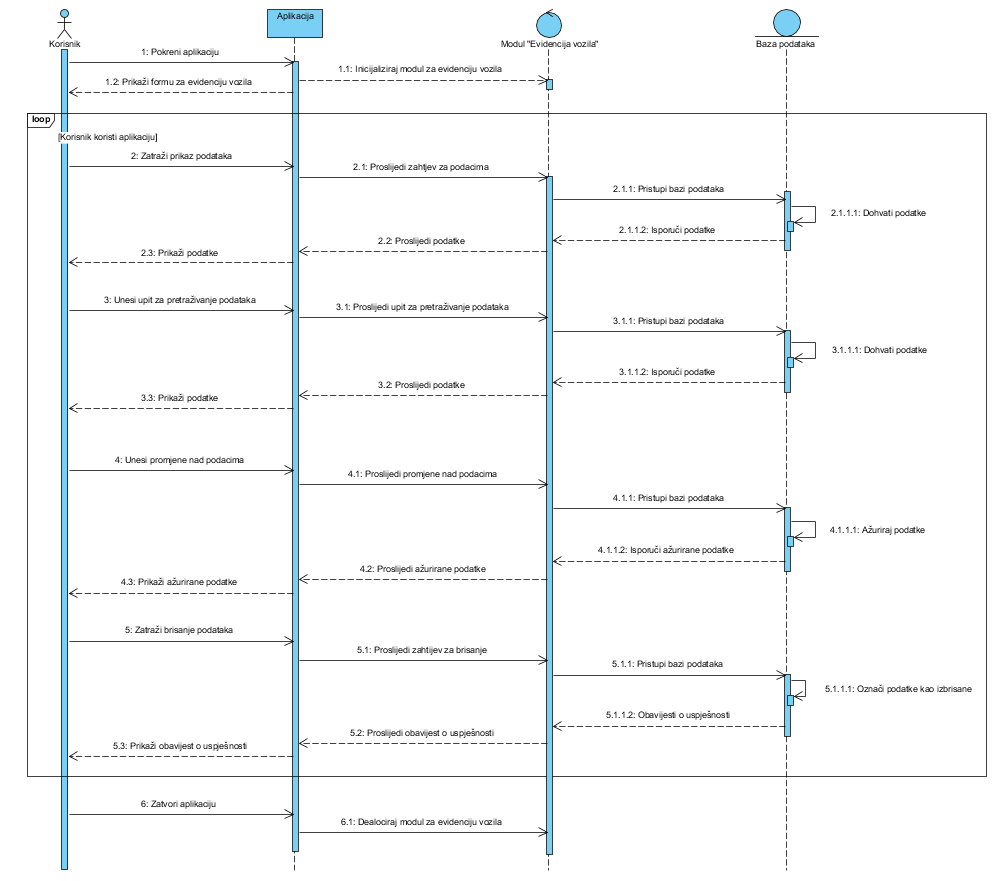 Korisnik
Aplikacija
Modul "Evidencija vozila"
Baza podataka
1: Pokreni aplikaciju
1.1: Inicijaliziraj modul za evidenciju vozila
1.2: Prikaži formu za evidenciju vozila
loop
[Korisnik koristi aplikaciju]
2: Zatraži prikaz podataka
2.1: Proslijedi zahtjev za podacima
2.1.1: Pristupi bazi podataka
2.1.1.1: Dohvati podatke
2.1.1.2: Isporuči podatke
2.2: Proslijedi podatke
2.3: Prikaži podatke
3: Unesi upit za pretraživanje podataka
3.1: Proslijedi upit za pretraživanje podataka
3.1.1: Pristupi bazi podataka
3.1.1.1: Dohvati podatke
3.1.1.2: Isporuči podatke
3.2: Proslijedi podatke
3.3: Prikaži podatke
4: Unesi promjene nad podacima
4.1: Proslijedi promjene nad podacima
4.1.1: Pristupi bazi podataka
4.1.1.1: Ažuriraj podatke
4.1.1.2: Isporuči ažurirane podatke
4.2: Proslijedi ažurirane podatke
4.3: Prikaži ažurirane podatke
5: Zatraži brisanje podataka
5.1: Proslijedi zahtijev za brisanje
5.1.1: Pristupi bazi podataka
5.1.1.1: Označi podatke kao izbrisane
5.1.1.2: Obavijesti o uspješnosti
5.2: Proslijedi obavijest o uspješnosti
5.3: Prikaži obavijest o uspješnosti
6: Zatvori aplikaciju
6.1: Dealociraj modul za evidenciju vozila